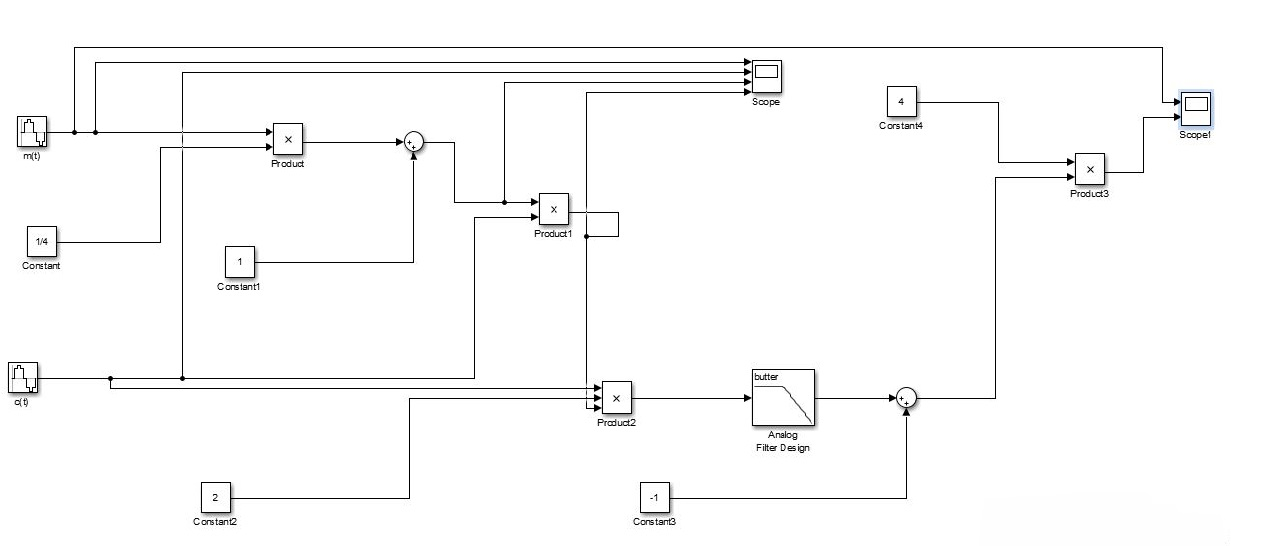 Scope
4
Constant4
Scope1
m(t)
×
Product
+
+
×
Product3
1/4
Constant
×
Product1
1
Constant1
c(t)
×
Product2
butter
Analog
Filter Design
+
+
2
Constant2
-1
Constant3